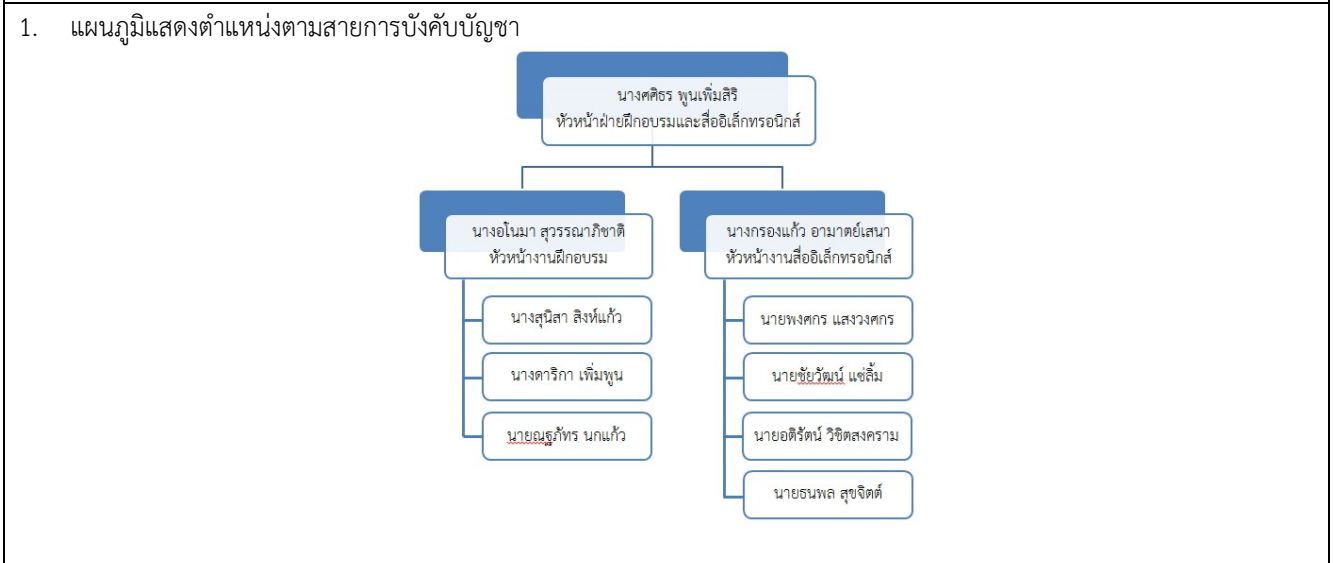 1. แผนภูมิแสดงตำแหน่งตามสายการบังคับบัญชา
นางศศิธร พูนเพิ่มสิริ
หัวหน้าฝ่ายฝึกอบรมและสื่ออิเล็กทรอนิกส์
นางอโนมา สุวรรณาภิชาติ
หัวหน้างานฝึกอบรม
นางสุนิสา สิงห์แก้ว
นางดาริกา เพิ่มพูน
นายณฐภัทร นกแก้ว
นางกรองแก้ว อามาตย์เสนา
หัวหน้างานสื่ออิเล็กทรอนิกส์
นายพงศกร แสงวงศกร
นายชัยวัฒน์ แซ่ลิ้ม
นายอติรัตน์ วิชิตสงคราม
นายธนพล สุขจิตต์